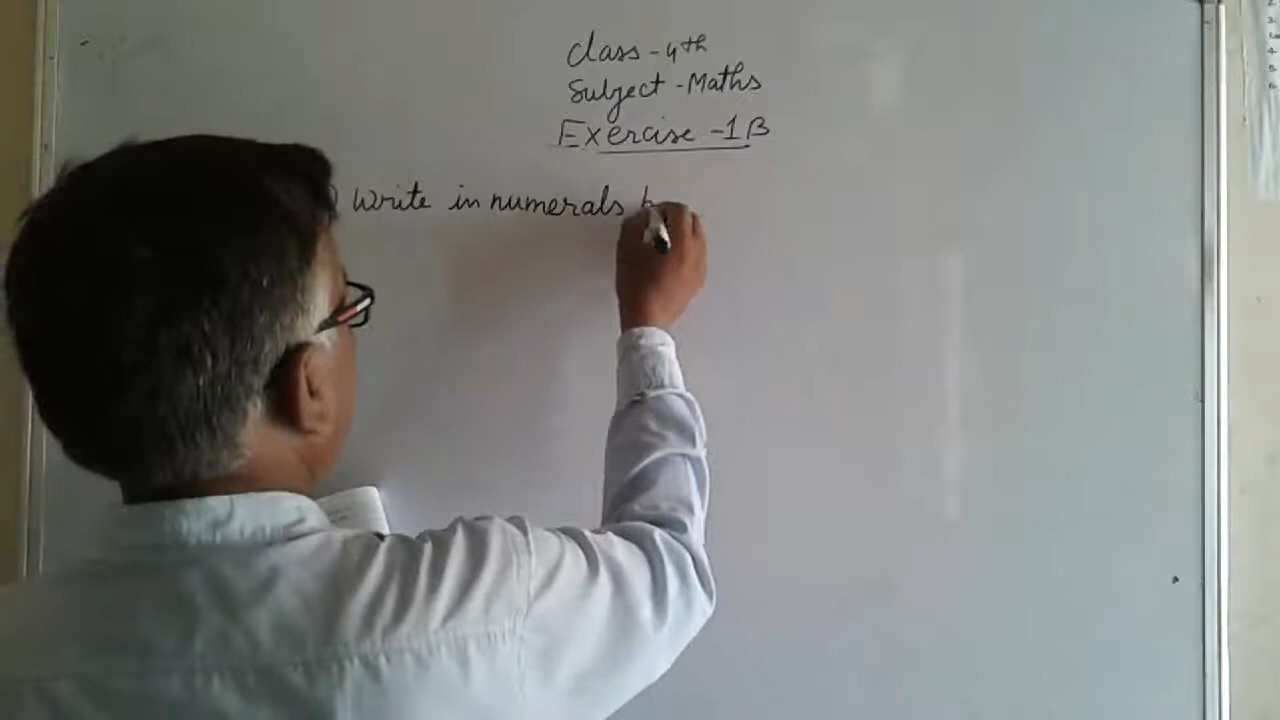 Class - 4th
Subject - Maths
Exercise - 1B
Write in numerals